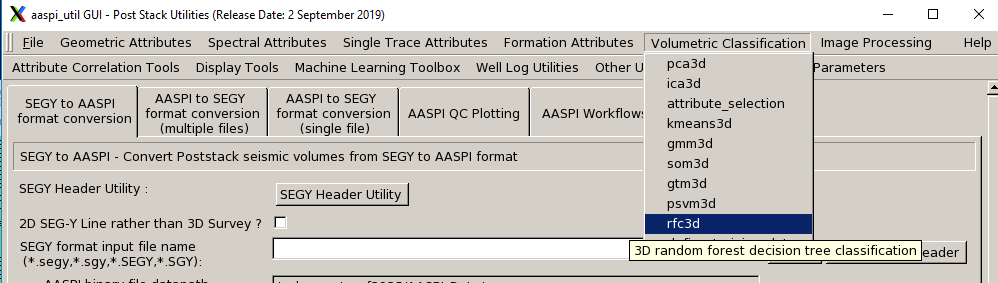 aaspi_util GUI - Post Stack Utilities (Release Date: 2 September 2019)
File Geometric Attributes Spectral Attributes Single Trace Attributes Formation Attributes Volumetric Classification Image Processing Help
Attribute Correlation Tools Display Tools Machine Learning Toolbox Well Log Utilities Other U Parameters
SEGY to AASPI
format conversion
AASPI to SEGY
format conversion
(multiple files)
AASPI to SEGY
format conversion
(single file)
AASPI QC Plotting
AASPI Workflows
pca3d
ica3d
attribute_selection
kmeans3d
gmm3d
som3d
gtm3d
psvm3d
rfc3d
3D random forest decision tree classification
SEGY to AASPI - Convert Poststack seismic volumes from SEGY to AASPI format
SEGY Header Utility :
SEGY Header Utility
2D SEG-Y Line rather than 3D Survey ?
SEGY format input file name
(*.segy,*.sgy,*.SEGY,*.SGY):
eader
AASPI binary file datapath